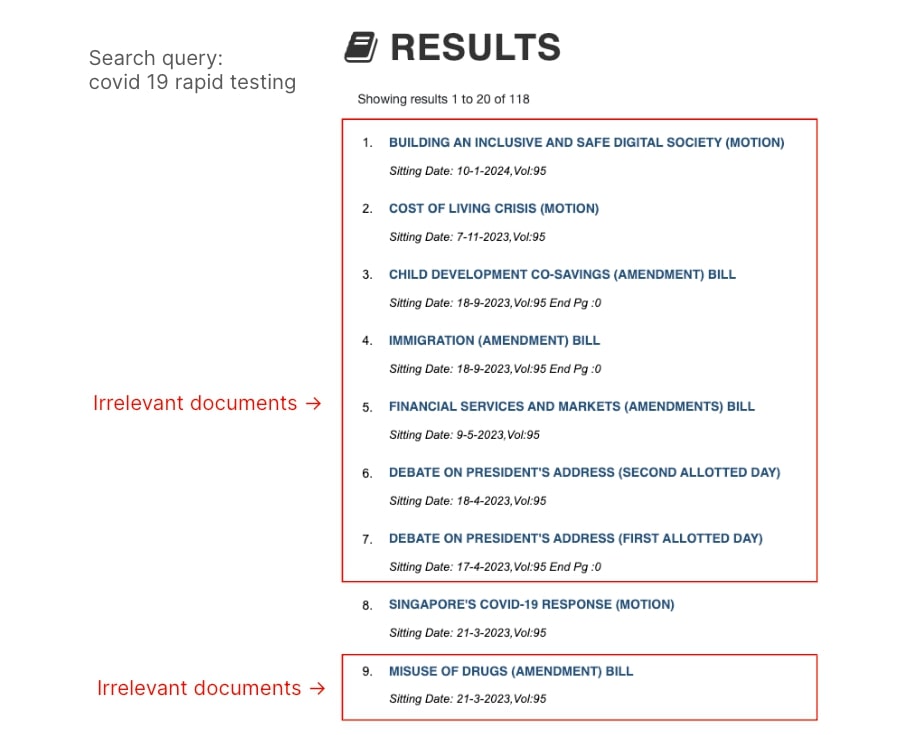 Search query:
covid 19 rapid testing
RESULTS
Showing results 1 to 20 of 118
1. BUILDING AN INCLUSIVE AND SAFE DIGITAL SOCIETY (MOTION)
Sitting Date: 10-1-2024,Vol:95
2. COST OF LIVING CRISIS (MOTION)
Sitting Date: 7-11-2023,Vol:95
3. CHILD DEVELOPMENT CO-SAVINGS (AMENDMENT) BILL
Sitting Date: 18-9-2023,Vol:95 End Pg :0
4. IMMIGRATION (AMENDMENT) BILL
Sitting Date: 18-9-2023,Vol:95 End Pg :0
Irrelevant documents →
5. FINANCIAL SERVICES AND MARKETS (AMENDMENTS) BILL
Sitting Date: 9-5-2023,Vol:95
6. DEBATE ON PRESIDENT'S ADDRESS (SECOND ALLOTTED DAY)
Sitting Date: 18-4-2023,Vol:95
7. DEBATE ON PRESIDENT'S ADDRESS (FIRST ALLOTTED DAY)
Sitting Date: 17-4-2023,Vol:95 End Pg :0
8. SINGAPORE'S COVID-19 RESPONSE (MOTION)
Sitting Date: 21-3-2023,Vol:95
Irrelevant documents →
9. MISUSE OF DRUGS (AMENDMENT) BILL
Sitting Date: 21-3-2023,Vol:95